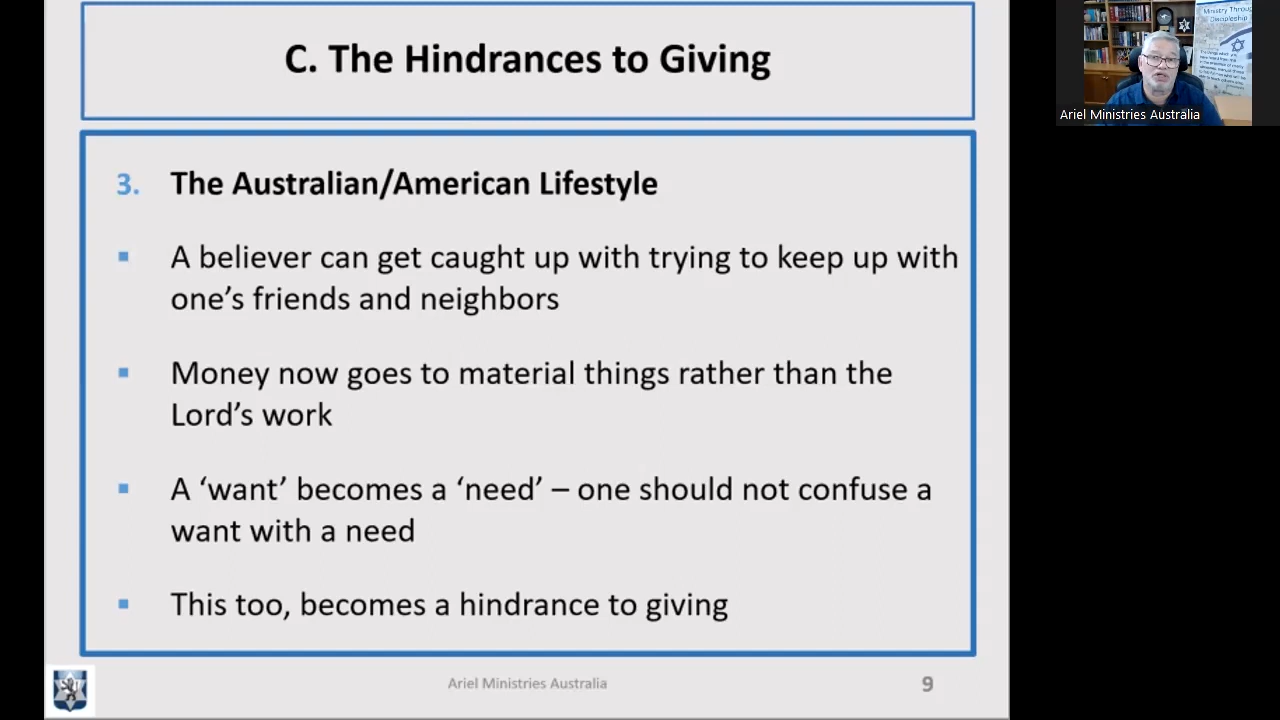 C. The Hindrances to Giving
3. The Australian/American Lifestyle
▪ A believer can get caught up with trying to keep up with
one’s friends and neighbors
▪ Money now goes to material things rather than the
Lord’s work
▪ A ‘want’ becomes a ‘need’ – one should not confuse a
want with a need
▪ This too, becomes a hindrance to giving
Ariel Ministries Australia
9
Ministry Through
Discipleship
Ariel Ministries Australia